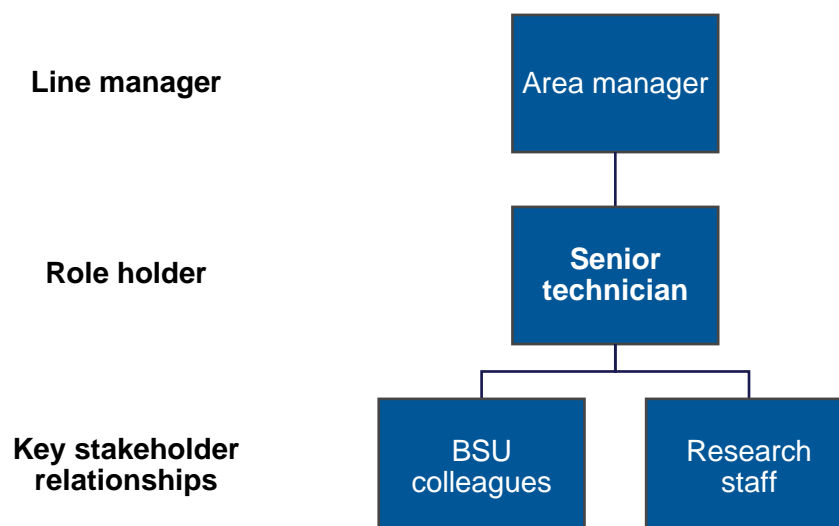 Line manager
Area manager
Role holder
Senior
technician
Key stakeholder
relationships
BSU
colleagues
Research
staff